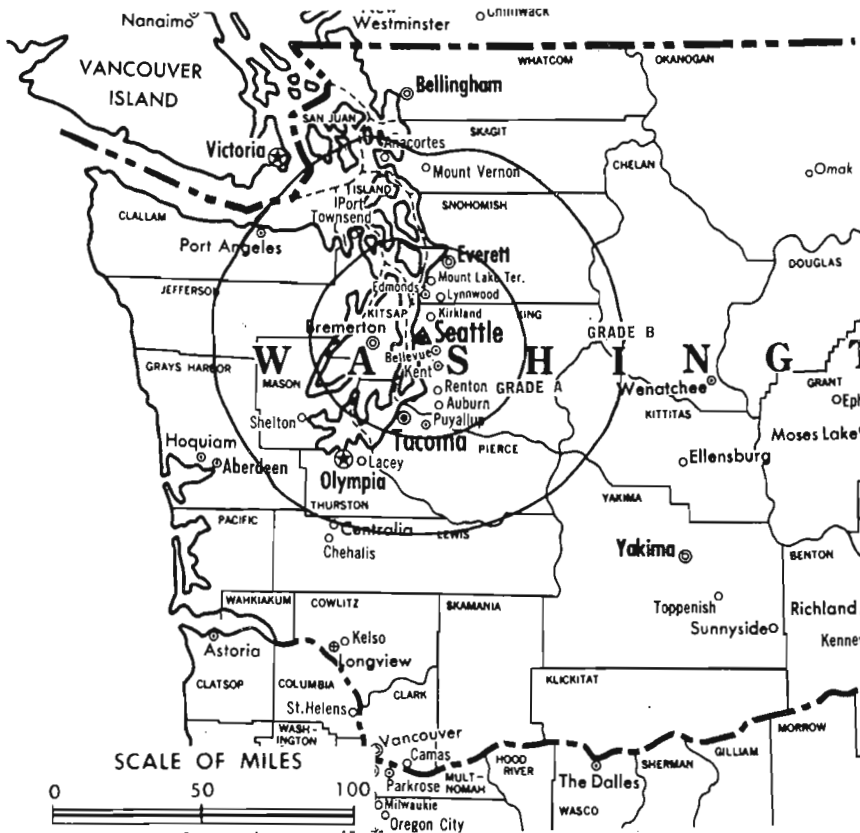 Nanaimo
New
Westminster
Chilliwack
VANCOUVER
ISLAND
WHATCOM
OKANOGAN
Bellingham
SAN JUAN
SKAGIT
Victoria
Anacortes
Mount Vernon
CHELAN
Omak
ISLAND
Port
Townsend
SNOHOMISH
CLALLAM
Port Angeles
Everett
DOUGLAS
Mount Lake Ter.
Edmonds
Lynnwood
JEFFERSON
KITSAP
Kirkland
KING
Bremerton
Seattle
GRADE B
W A S H I N G T
Bellevue
Kent
GRAYS HARBOR
MASON
Renton
GRADE A
Wenatchee
GRANT
Eph
Auburn
KITTITAS
Shelton
Puyallup
Tacoma
Moses Lake
Hoquiam
PIERCE
Aberdeen
Lacey
Ellensburg
Olympia
THURSTON
YAKIMA
PACIFIC
Centralia
LEWIS
Chehalis
Yakima
BENTON
WAHKIAKUM
COWLITZ
SKAMANIA
Toppenish
Richland
Sunnyside
Kenne
Astoria
Kelso
Longview
CLATSOP
COLUMBIA
CLARK
KLICKITAT
St. Helens
WASH-
INGTON
MORROW
Vancouver
GILLIAM
SCALE OF MILES
Camas
HOOD
RIVER
SHERMAN
MULT-
NOMAH
The Dalles
Parkrose
0 50 100
Milwaukie
WASCO
Oregon City